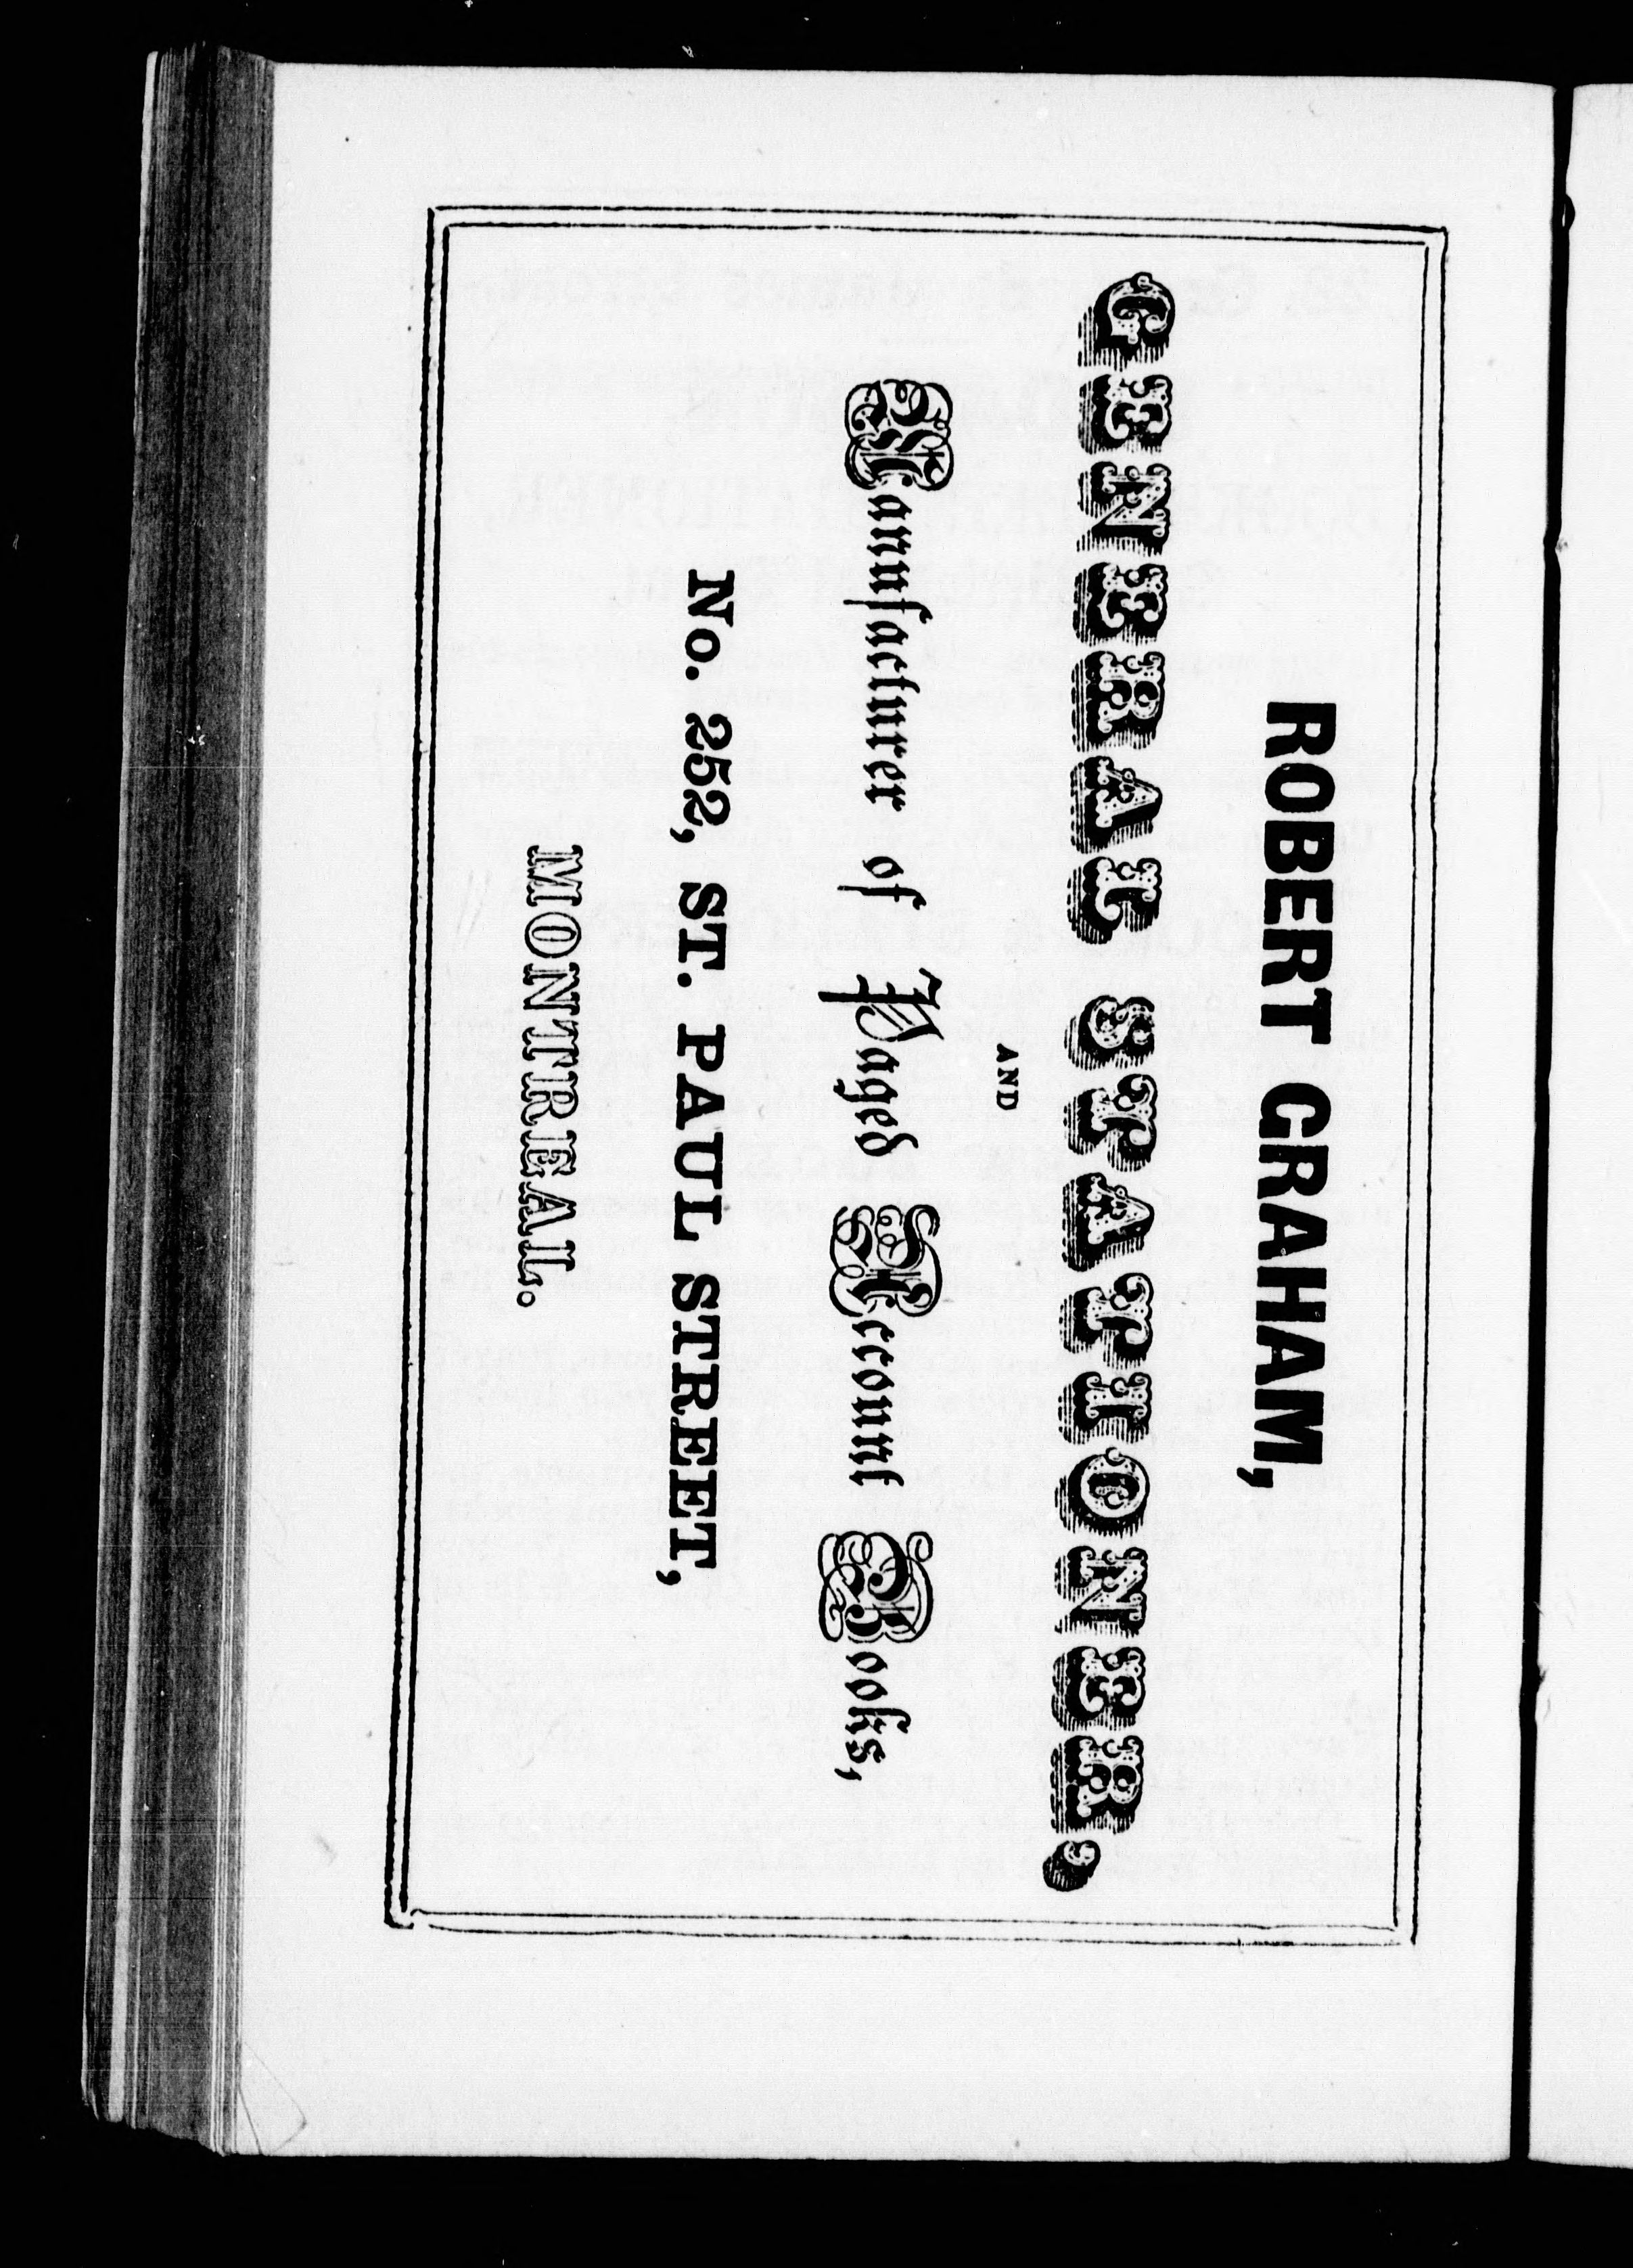 ROBERT GRAHAM,
GENERAL STATIONER,
AND
Manufacturer of Paged Account Books,
No. 252, ST. PAUL STREET,
MONTREAL.